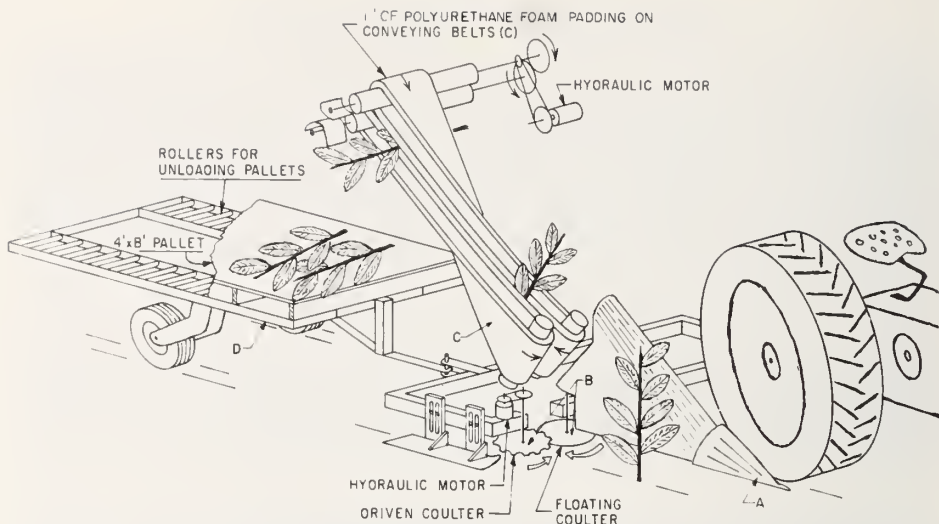 1" CF POLYURETHANE FOAM PADDING ON
CONVEYING BELTS (C)
HYDRAULIC MOTOR
ROLLERS FOR
UNLOADING PALLETS
4'x8' PALLET
D
C
B
HYDRAULIC MOTOR
DRIVEN COULTER
FLOATING
COULTER
A